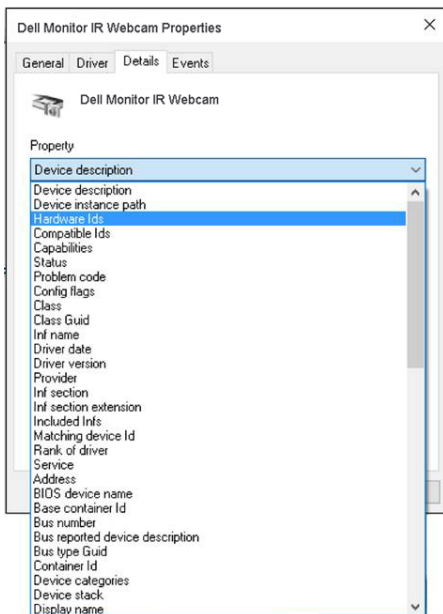 Dell Monitor IR Webcam Properties
General Driver Details Events
Dell Monitor IR Webcam
Property
Device description
Device description
Device instance path
Hardware Ids
Compatible Ids
Capabilities
Status
Problem code
Config flags
Class
Class Guid
Inf name
Driver date
Driver version
Provider
Inf section
Inf section extension
Included Infs
Matching device Id
Rank of driver
Service
Address
BIOS device name
Base container Id
Bus number
Bus reported device description
Bus type Guid
Container Id
Device categories
Device stack
Display name